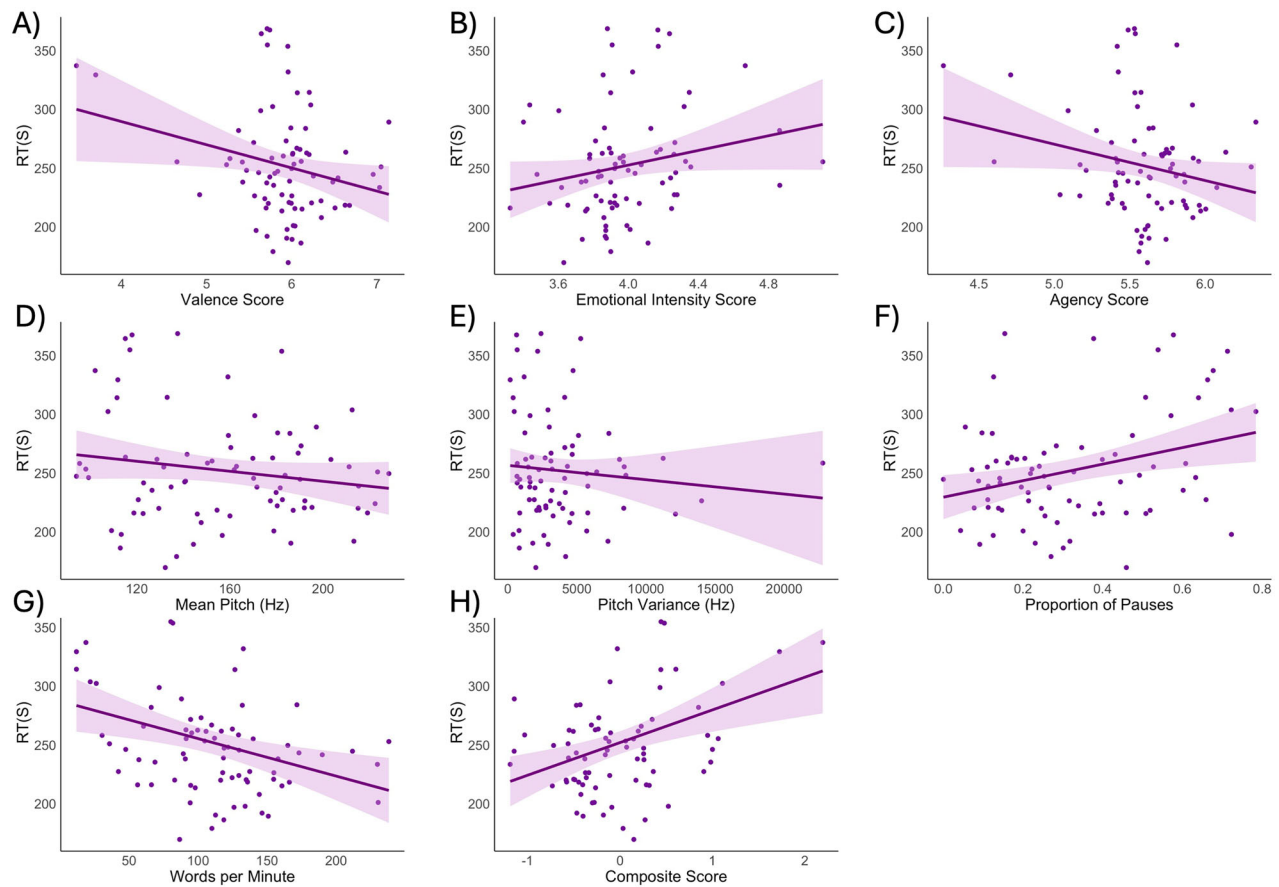 A)
RT(S)
350
300
250
200
4 5 6 7
Valence Score
B)
RT(S)
350
300
250
200
3.6 4.0 4.4 4.8
Emotional Intensity Score
C)
RT(S)
350
300
250
200
4.5 5.0 5.5 6.0
Agency Score
D)
RT(S)
350
300
250
200
120 160 200
Mean Pitch (Hz)
E)
RT(S)
350
300
250
200
0 5000 10000 15000 20000
Pitch Variance (Hz)
F)
RT(S)
350
300
250
200
0.0 0.2 0.4 0.6 0.8
Proportion of Pauses
G)
RT(S)
350
300
250
200
50 100 150 200
Words per Minute
H)
RT(S)
350
300
250
200
-1 0 1 2
Composite Score